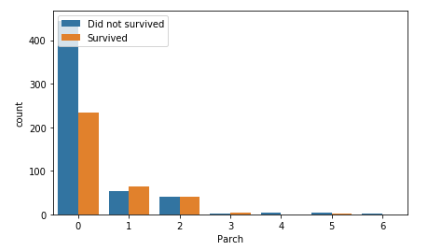 Did not survived
Survived
400
300
200
100
0
count
0 1 2 3 4 5 6
Parch